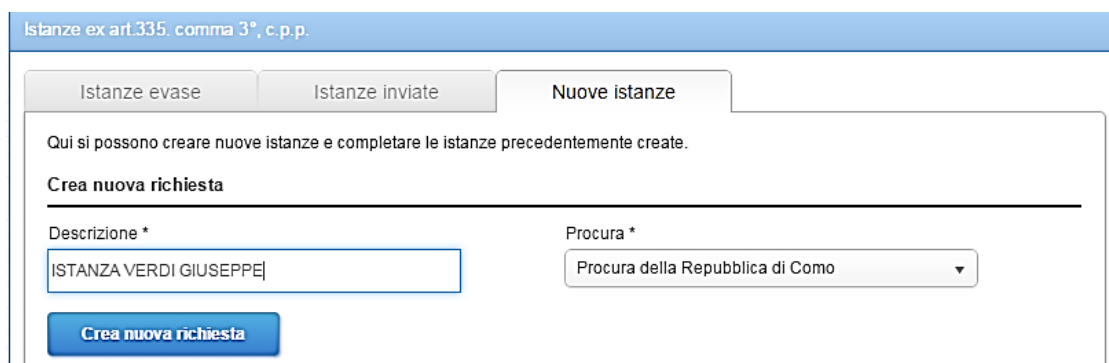 Istanze ex art.335. comma 3°, c.p.p.
Istanze evase Istanze inviate Nuove istanze
Qui si possono creare nuove istanze e completare le istanze precedentemente create.
Crea nuova richiesta
Descrizione * Procura *
ISTANZA VERDI GIUSEPPE Procura della Repubblica di Como
Crea nuova richiesta